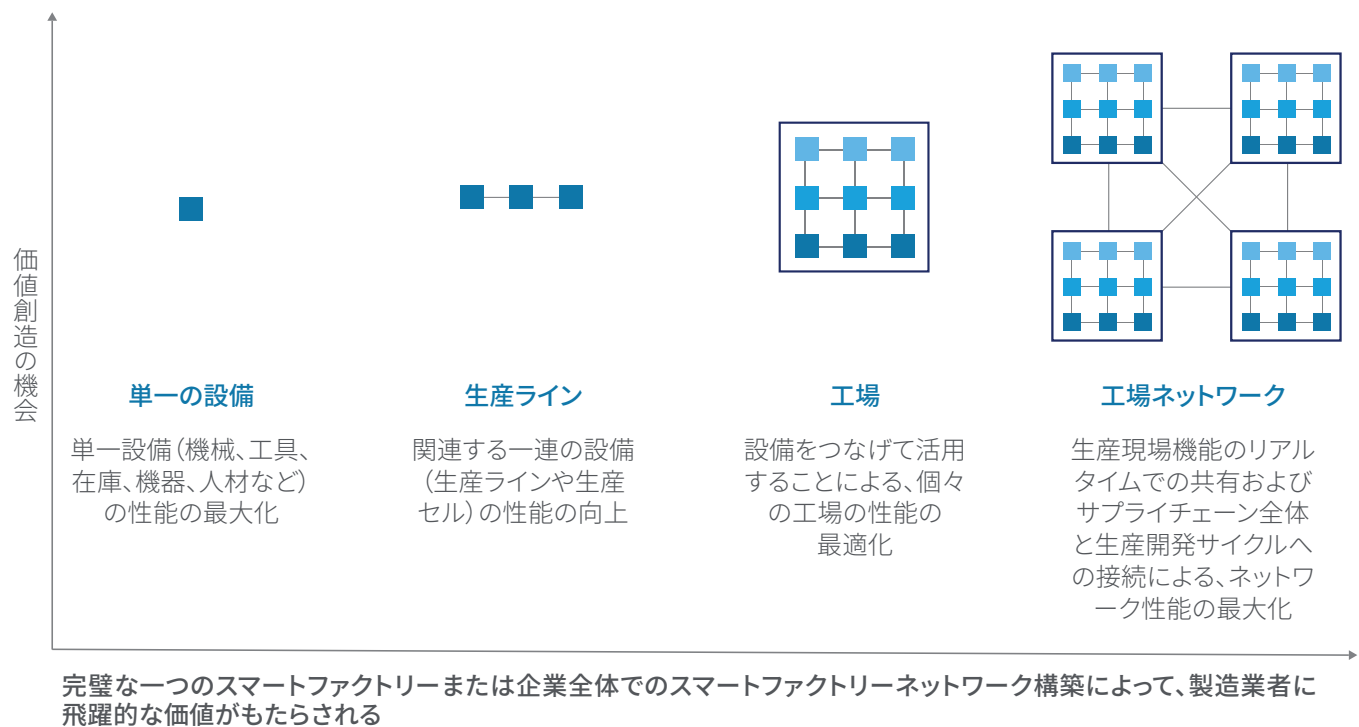 価値創造の機会
単一の設備
単一設備（機械、工具、
在庫、機器、人材など）
の性能の最大化
生産ライン
関連する一連の設備
（生産ラインや生産
セル）の性能の向上
工場
設備をつなげて活用
することによる、個々
の工場の性能の
最適化
工場ネットワーク
生産現場機能のリアル
タイムでの共有および
サプライチェーン全体
と生産開発サイクルへ
の接続による、ネットワ
ーク性能の最大化
完璧な一つのスマートファクトリーまたは企業全体でのスマートファクトリーネットワーク構築によって、製造業者に
飛躍的な価値がもたらされる